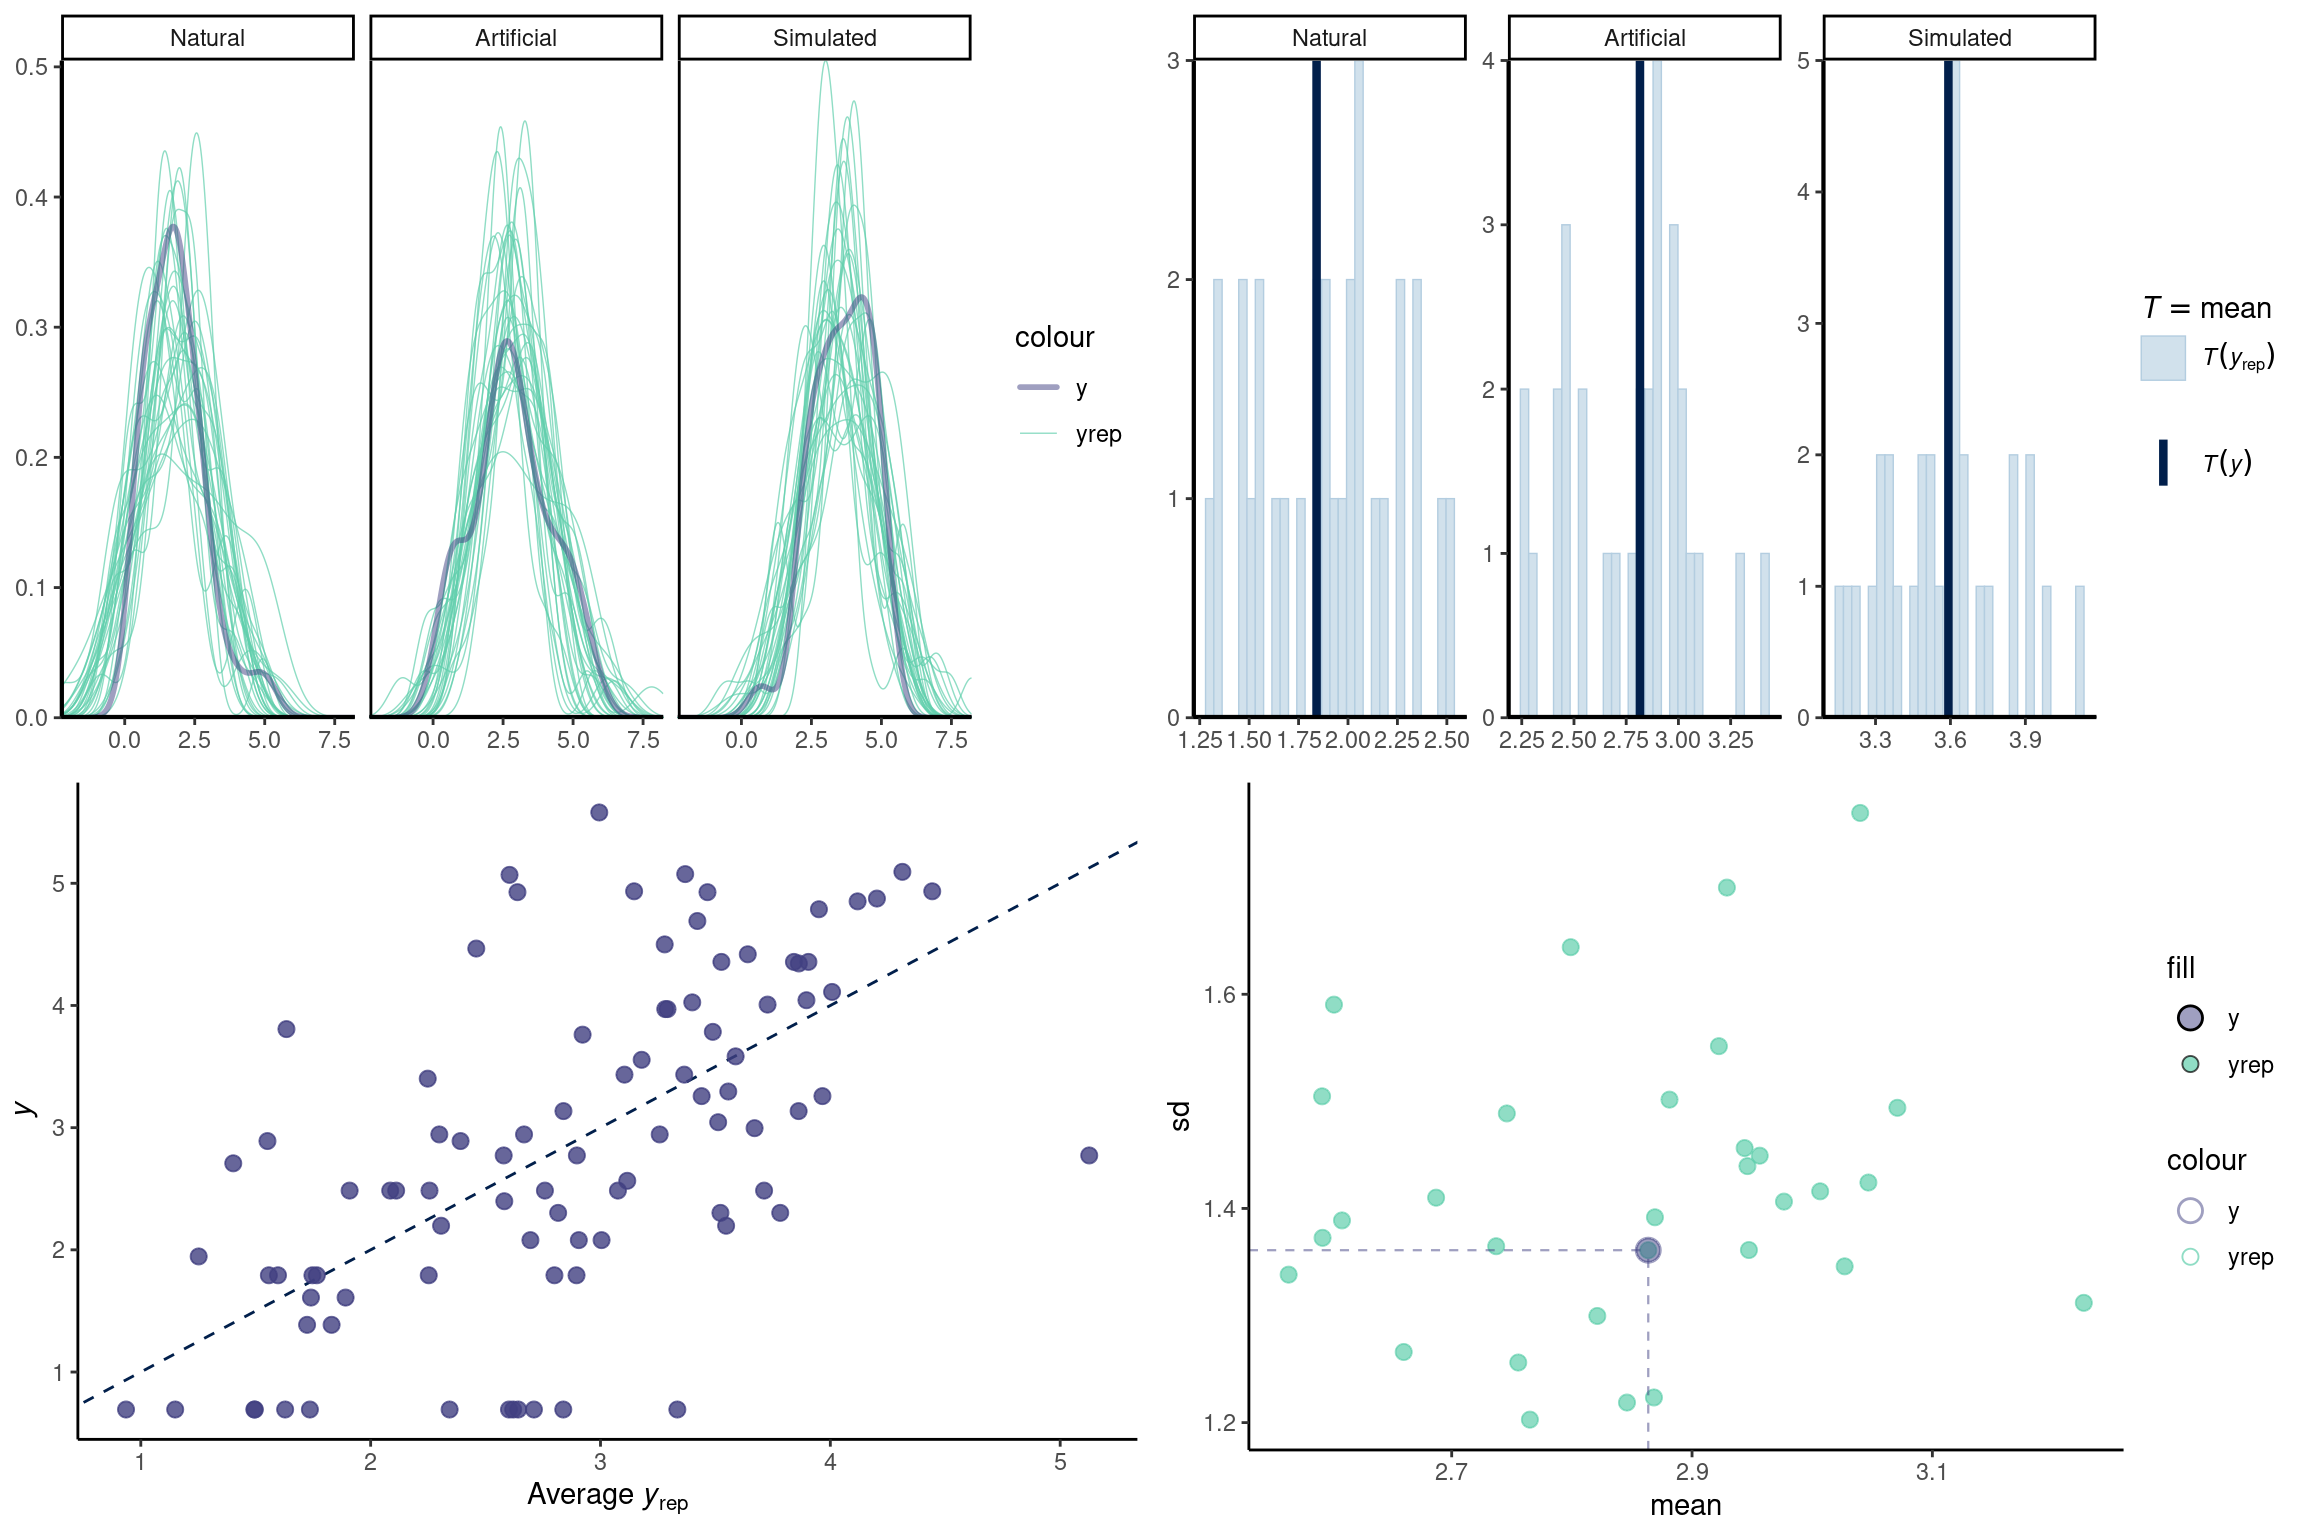 Natural Artificial Simulated
0.5
0.4
0.3
0.2
0.1
0.0
0.0 2.5 5.0 7.5 0.0 2.5 5.0 7.5 0.0 2.5 5.0 7.5
colour
y
yrep
Natural Artificial Simulated
3
2
1
0
1.25 1.50 1.75 2.00 2.25 2.50
4
3
2
1
0
2.25 2.50 2.75 3.00 3.25
5
4
3
2
1
0
3.3 3.6 3.9
T = mean
T(yrep)
T(y)
y
5
4
3
2
1
1 2 3 4 5
Average yrep
sd
1.6
1.4
1.2
2.7 2.9 3.1
mean
fill
y
yrep
colour
y
yrep